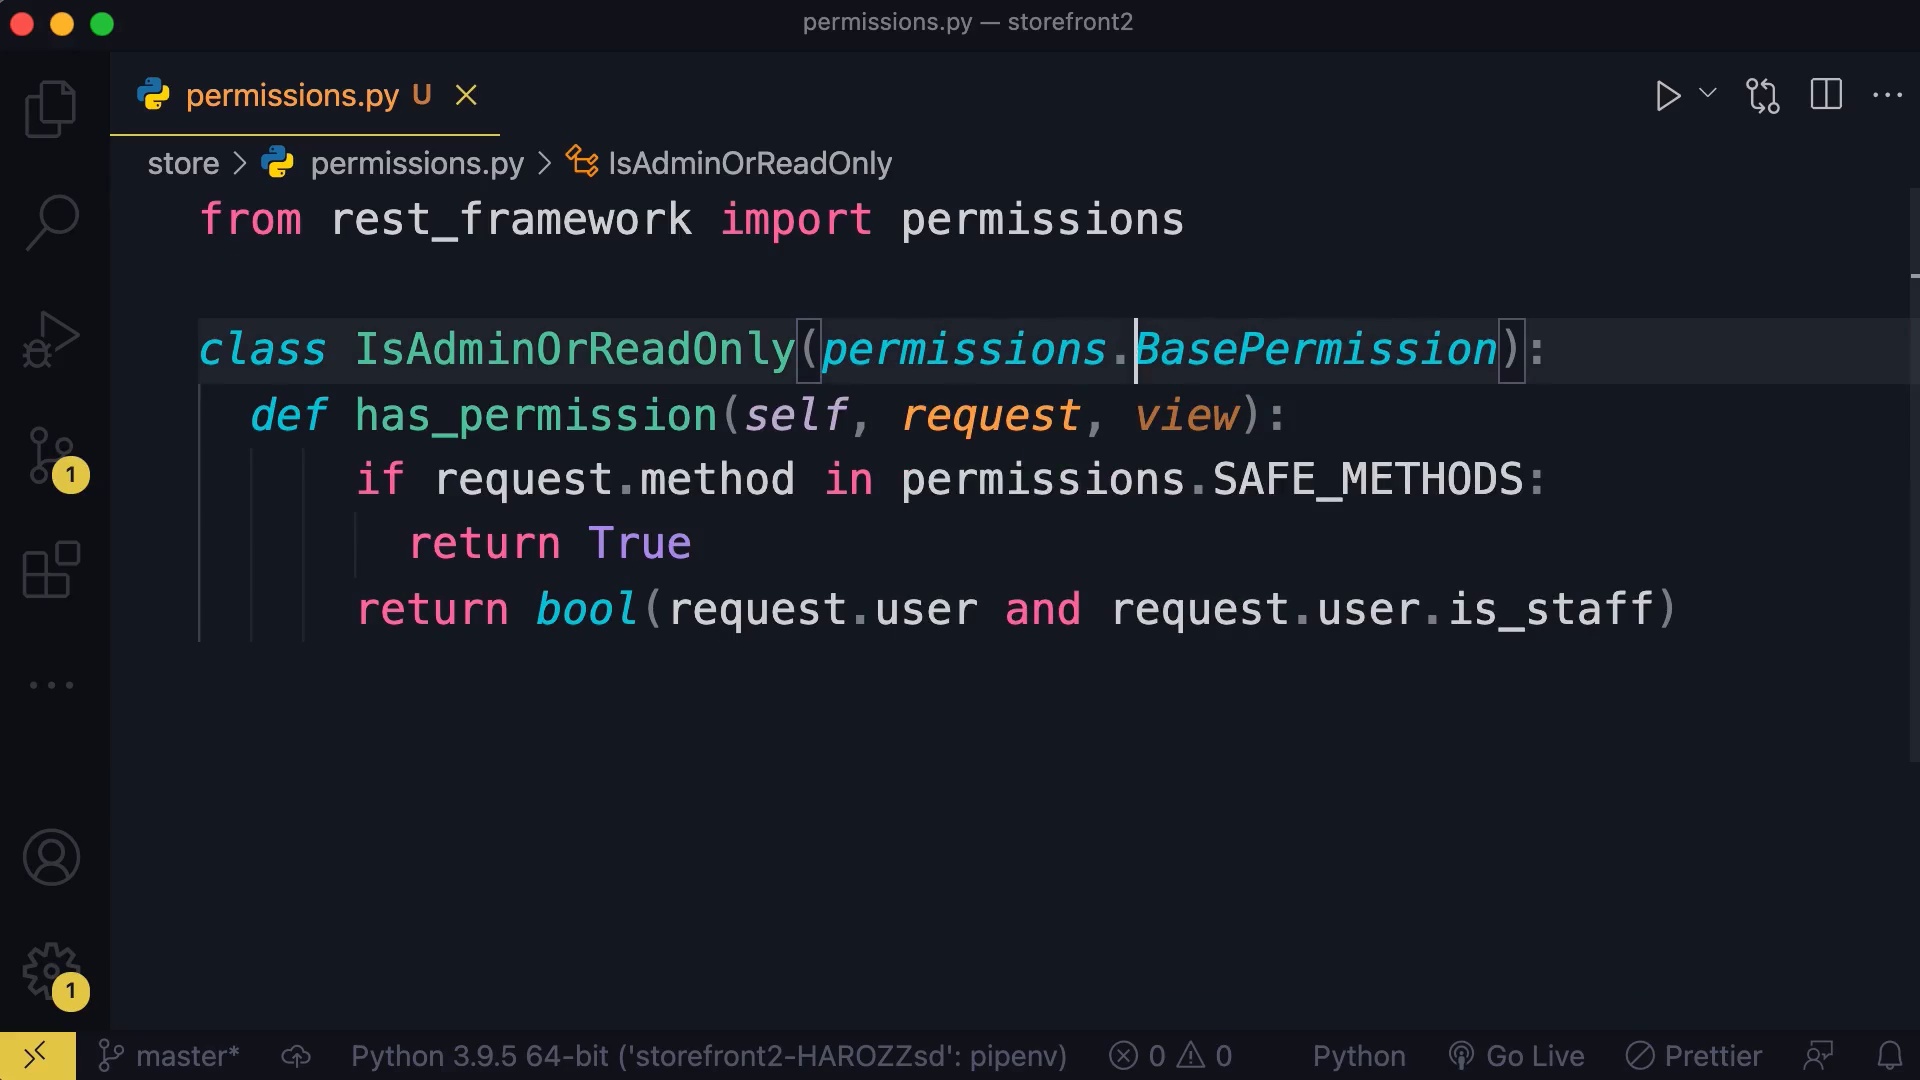 permissions.py — storefront2
permissions.py U
store > permissions.py > IsAdminOrReadOnly
from rest_framework import permissions
class IsAdminOrReadOnly(permissions.BasePermission):
def has_permission(self, request, view):
if request.method in permissions.SAFE_METHODS:
return True
return bool(request.user and request.user.is_staff)
1
1
master* Python 3.9.5 64-bit ('storefront2-HAROZZsd': pipenv) 0 0 Python Go Live Prettier